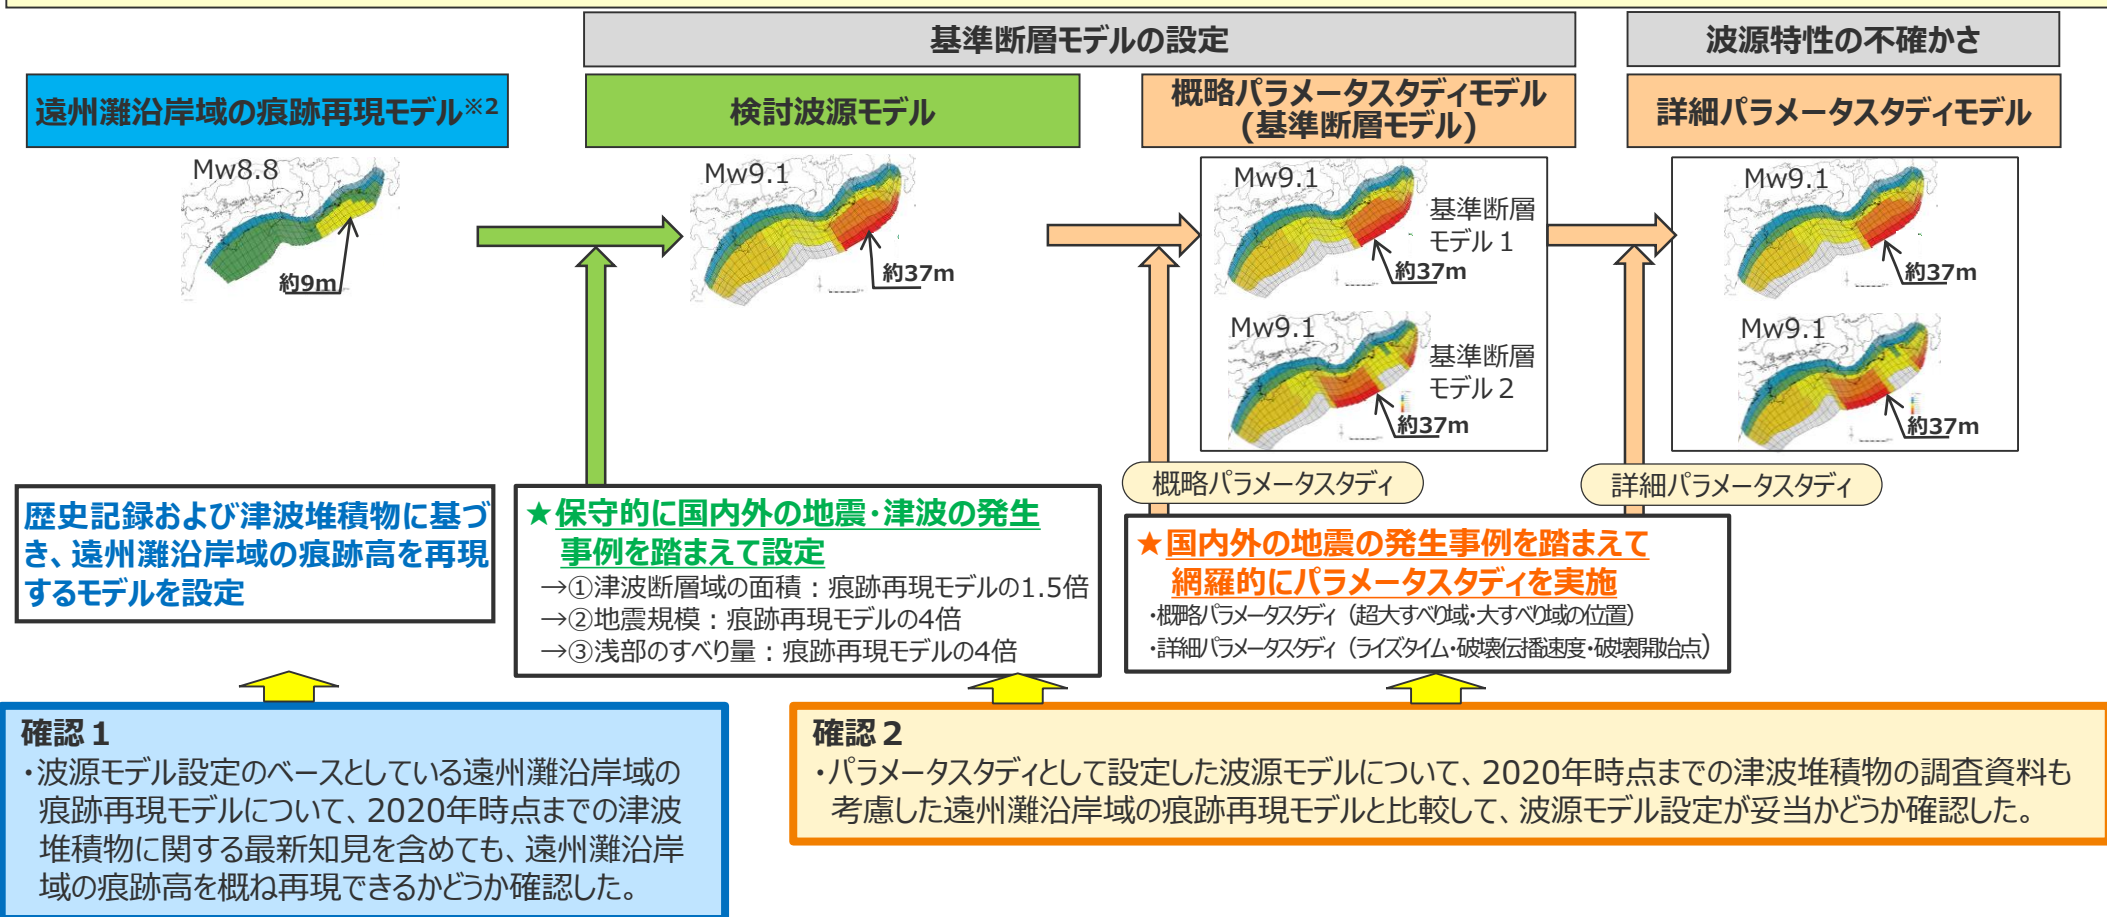 基準断層モデルの設定
波源特性の不確かさ
遠州灘沿岸域の痕跡再現モデル※2
検討波源モデル
概略パラメータスタディモデル
(基準断層モデル)
詳細パラメータスタディモデル
Mw8.8
約9m
Mw9.1
約37m
Mw9.1
基準断層
モデル1
約37m
Mw9.1
基準断層
モデル2
約37m
Mw9.1
約37m
Mw9.1
約37m
概略パラメータスタディ
詳細パラメータスタディ
歴史記録および津波堆積物に基づ
き、遠州灘沿岸域の痕跡高を再現
するモデルを設定
★保守的に国内外の地震・津波の発生
事例を踏まえて設定
→①津波断層域の面積：痕跡再現モデルの1.5倍
→②地震規模：痕跡再現モデルの4倍
→③浅部のすべり量：痕跡再現モデルの4倍
★国内外の地震の発生事例を踏まえて
網羅的にパラメータスタディを実施
・概略パラメータスタディ（超大すべり域・大すべり域の位置）
・詳細パラメータスタディ（ライズタイム・破壊伝播速度・破壊開始点）
確認1
・波源モデル設定のベースとしている遠州灘沿岸域の
痕跡再現モデルについて、2020年時点までの津波
堆積物に関する最新知見を含めても、遠州灘沿岸
域の痕跡高を概ね再現できるかどうか確認した。
確認2
・パラメータスタディとして設定した波源モデルについて、2020年時点までの津波堆積物の調査資料も
考慮した遠州灘沿岸域の痕跡再現モデルと比較して、波源モデル設定が妥当かどうか確認した。